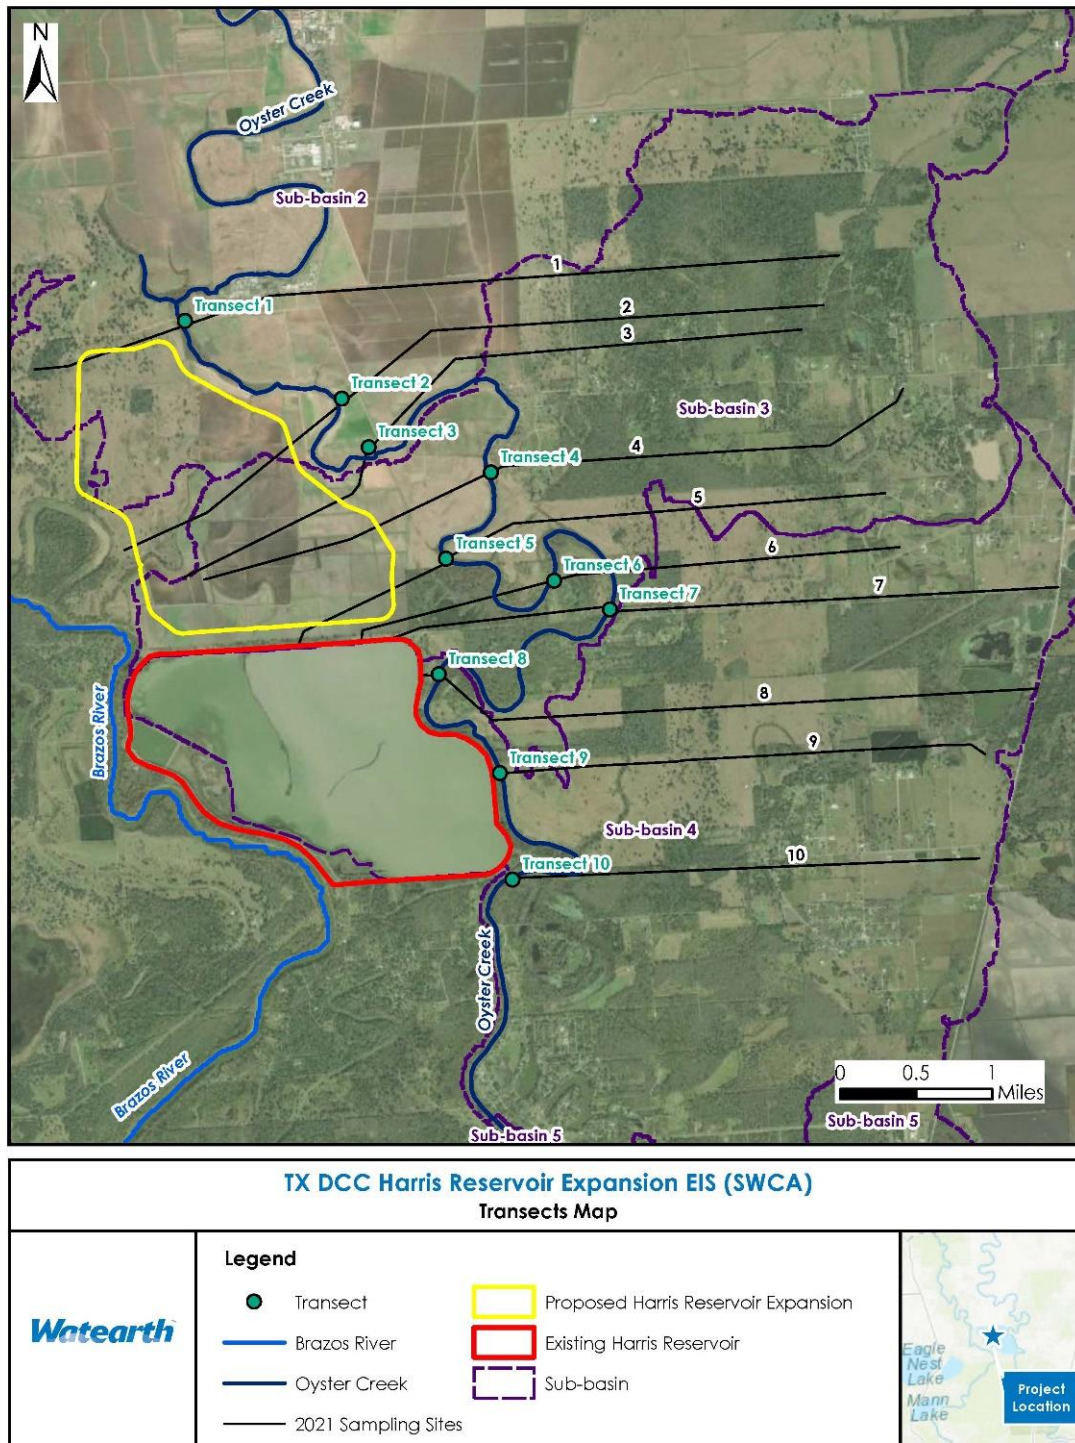 N
Oyster Creek
Sub-basin 2
1
Transect 1
2
3
Transect 2
Sub-basin 3
Transect 3
4
Transect 4
5
Transect 5
6
Transect 6
7
Transect 7
Transect 8
8
Brazos River
9
Transect 9
Sub-basin 4
10
Transect 10
Oyster Creek
Brazos River
0 0.5 1
Miles
Sub-basin 5
Sub-basin 5
TX DCC Harris Reservoir Expansion EIS (SWCA)
Transects Map
Watearth
Legend
Transect
Brazos River
Oyster Creek
2021 Sampling Sites
Proposed Harris Reservoir Expansion
Existing Harris Reservoir
Sub-basin
Eagle
Nest
Lake
Mann
Lake
Project
Location